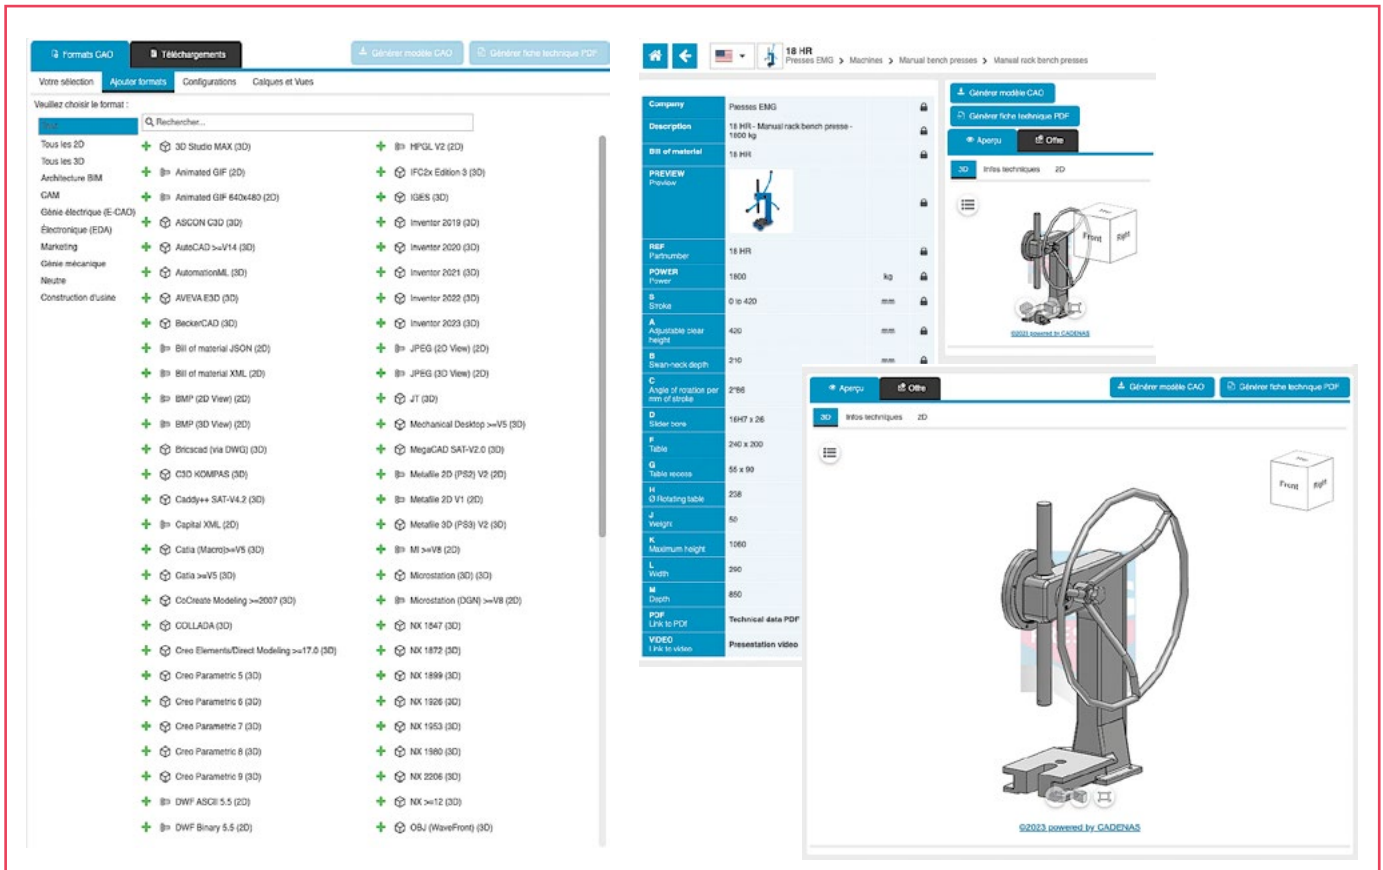 Formats CAO
Téléchargements
Générer modèle CAO
Générer fiche technique PDF
Votre sélection
Ajouter formats
Configurations
Calques et Vues
Veuillez choisir le format :
Rechercher...
Tous les 2D
Tous les 3D
Architecture BIM
CAM
Génie électrique (E-CAO)
Électronique (EDA)
Marketing
Génie mécanique
Neutre
Construction d'usine
3D Studio MAX (3D)
Animated GIF (2D)
Animated GIF 640x480 (2D)
ASCON C3D (3D)
AutoCAD >=V14 (3D)
AutomationML (3D)
AVEVA E3D (3D)
BeckerCAD (3D)
Bill of material JSON (2D)
Bill of material XML (2D)
BMP (2D View) (2D)
BMP (3D View) (2D)
Bricscad (via DWG) (3D)
C3D KOMPAS (3D)
Caddy++ SAT-V4.2 (3D)
Capital XML (2D)
Catia (Macro)>=V5 (3D)
Catia >=V5 (3D)
CoCreate Modeling >=2007 (3D)
COLLADA (3D)
Creo Elements/Direct Modeling >=17.0 (3D)
Creo Parametric 5 (3D)
Creo Parametric 6 (3D)
Creo Parametric 7 (3D)
Creo Parametric 8 (3D)
Creo Parametric 9 (3D)
DWF ASCII 5.5 (2D)
DWF Binary 5.5 (2D)
HPGL V2 (2D)
IFC2x Edition 3 (3D)
IGES (3D)
Inventor 2019 (3D)
Inventor 2020 (3D)
Inventor 2021 (3D)
Inventor 2022 (3D)
Inventor 2023 (3D)
JPEG (2D View) (2D)
JPEG (3D View) (2D)
JT (3D)
Mechanical Desktop >=V5 (3D)
MegaCAD SAT-V2.0 (3D)
Metafile 2D (PS2) V2 (2D)
Metafile 2D V1 (2D)
Metafile 3D (PS3) V2 (3D)
MI >=V8 (2D)
Microstation (3D) (3D)
Microstation (DGN) >=V8 (2D)
NX 1847 (3D)
NX 1872 (3D)
NX 1899 (3D)
NX 1926 (3D)
NX 1953 (3D)
NX 1980 (3D)
NX 2206 (3D)
NX >=12 (3D)
OBJ (WaveFront) (3D)
18 HR
Presses EMG > Machines > Manual bench presses > Manual rack bench presses
Company
Presses EMG
Description
18 HR - Manual rack bench presse -
1800 kg
Bill of material
18 HR
PREVIEW
Preview
REF
Partnumber
18 HR
POWER
Power
1800
kg
S
Stroke
0 to 420
mm
A
Adjustable clear
height
420
mm
B
Swan-neck depth
210
mm
C
Angle of rotation per
mm of stroke
2°86
D
Slider bore
16H7 x 26
F
Table
240 x 200
G
Table recess
55 x 90
H
Ø Rotating table
238
J
Weight
50
K
Maximum height
1060
L
Width
290
M
Depth
850
PDF
Link to PDF
Technical data PDF
VIDEO
Link to video
Presentation video
Générer modèle CAO
Générer fiche technique PDF
Aperçu
Offre
3D
Infos techniques
2D
Front
Right
©2023 powered by CADENAS
Aperçu
Offre
Générer modèle CAO
Générer fiche technique PDF
3D
Infos techniques
2D
Front
Right
©2023 powered by CADENAS